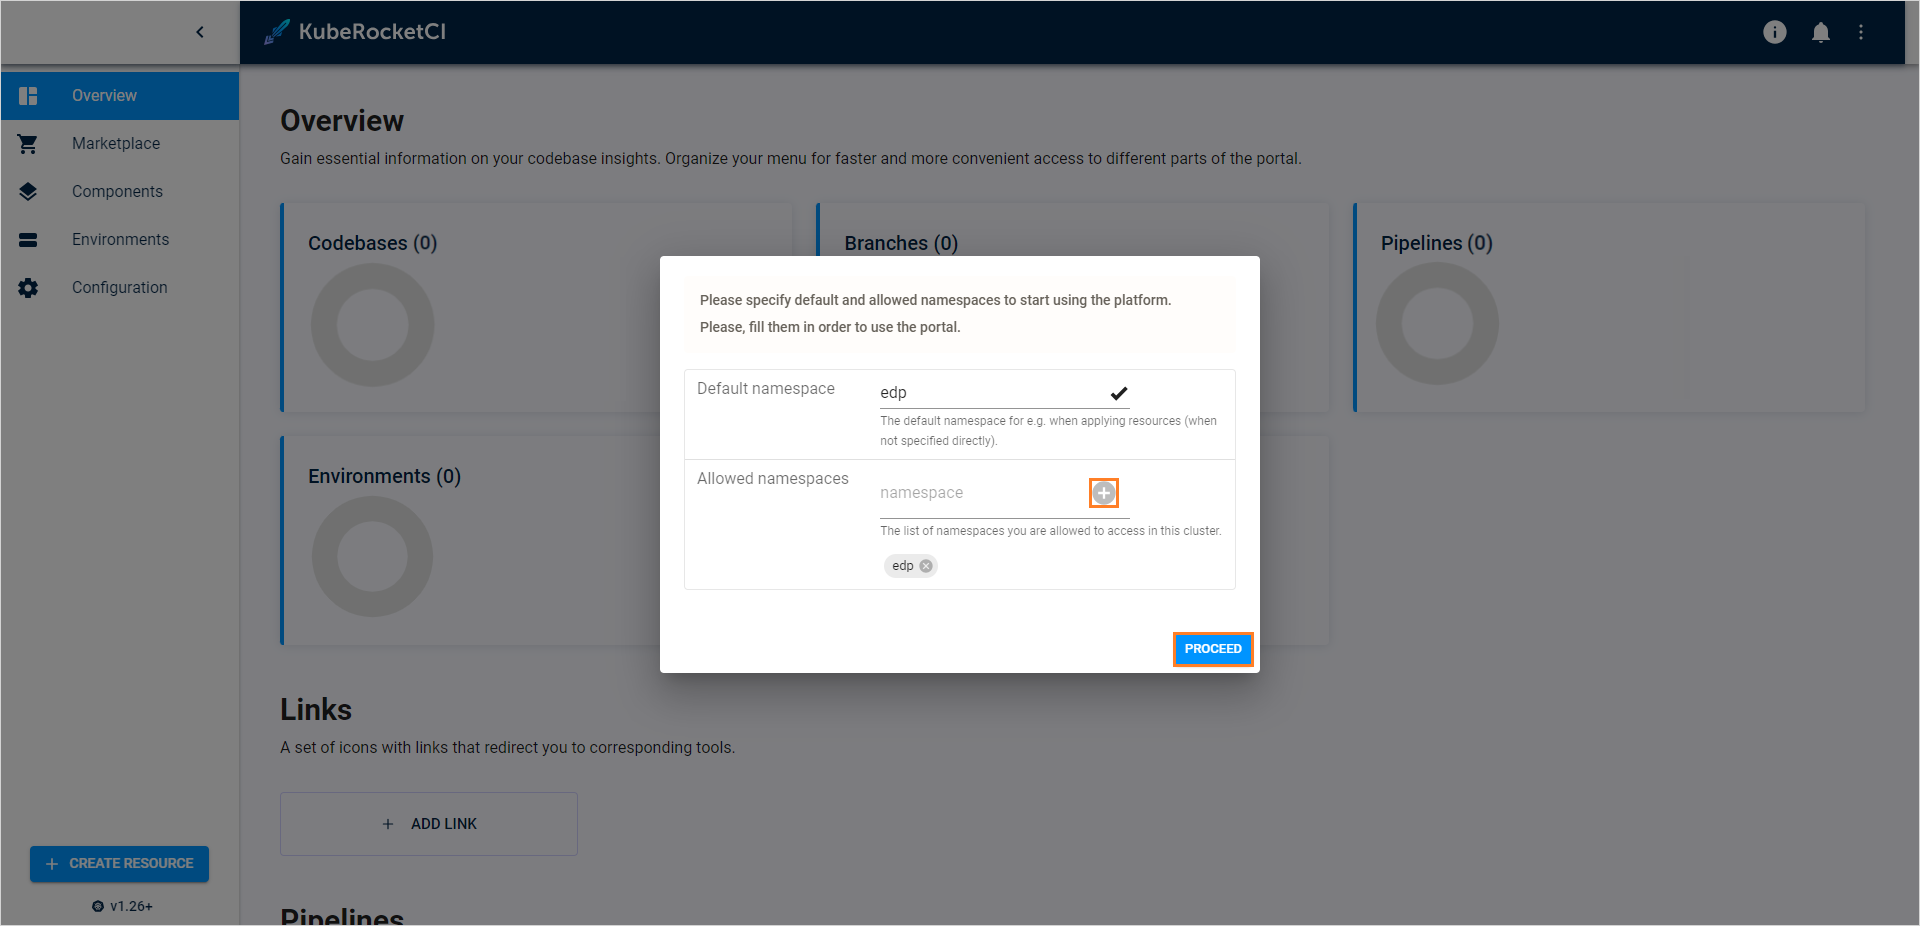 KubeRocketCI
Overview
Marketplace
Components
Environments
Configuration
+ CREATE RESOURCE
v1.26+
Overview
Gain essential information on your codebase insights. Organize your menu for faster and more convenient access to different parts of the portal.
Codebases (0)
Branches (0)
Pipelines (0)
Environments (0)
Please specify default and allowed namespaces to start using the platform.
Please, fill them in order to use the portal.
Default namespace
edp
The default namespace for e.g. when applying resources (when
not specified directly).
Allowed namespaces
namespace
The list of namespaces you are allowed to access in this cluster.
edp
PROCEED
Links
A set of icons with links that redirect you to corresponding tools.
+ ADD LINK
Pipelines